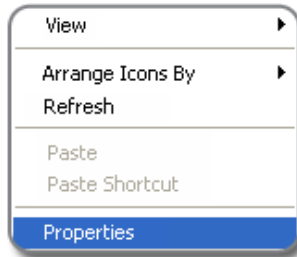 View
Arrange Icons By
Refresh
Paste
Paste Shortcut
Properties